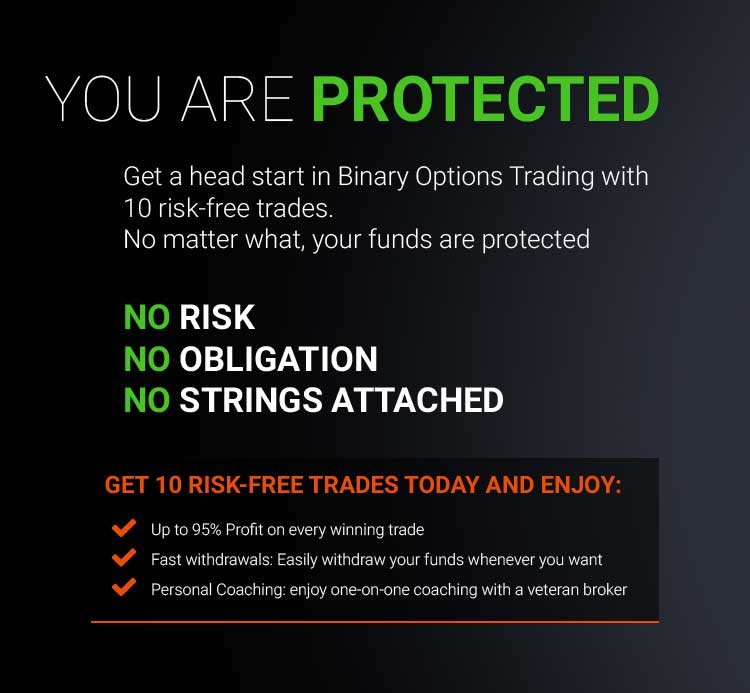 YOU ARE PROTECTED
Get a head start in Binary Options Trading with
10 risk-free trades.
No matter what, your funds are protected
NO RISK
NO OBLIGATION
NO STRINGS ATTACHED
GET 10 RISK-FREE TRADES TODAY AND ENJOY:
Up to 95% Profit on every winning trade
Fast withdrawals: Easily withdraw your funds whenever you want
Personal Coaching: enjoy one-on-one coaching with a veteran broker